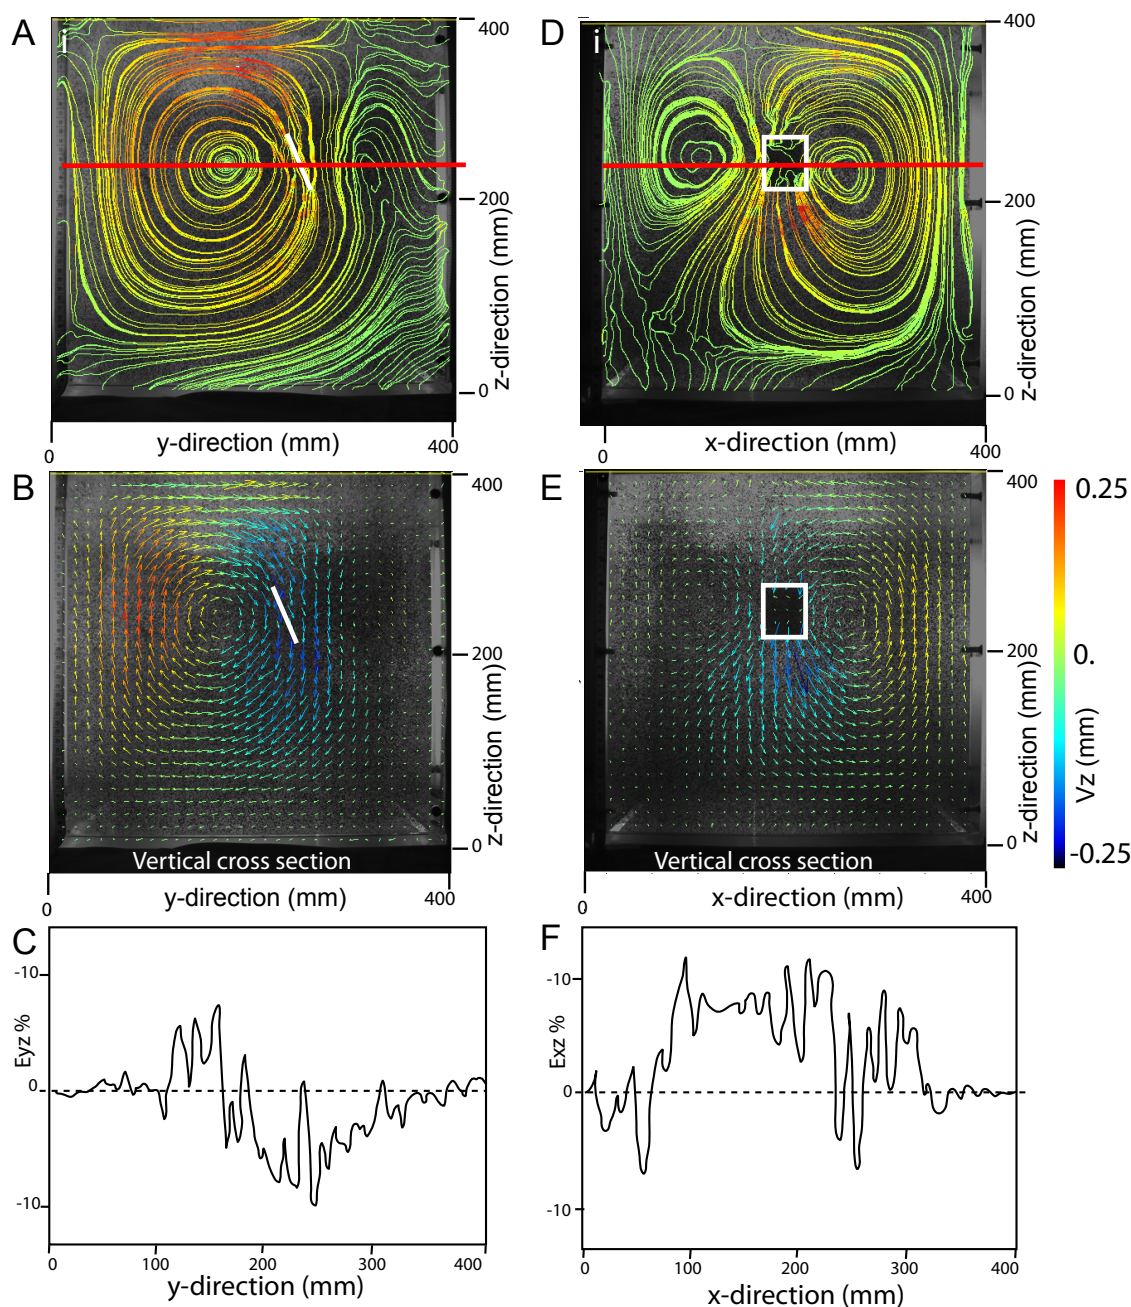 A
i
400
200
0
z-direction (mm)
0
y-direction (mm)
400
D
i
400
200
0
z-direction (mm)
0
x-direction (mm)
400
B
400
200
0
z-direction (mm)
Vertical cross section
0
y-direction (mm)
400
E
400
200
0
z-direction (mm)
Vertical cross section
0
x-direction (mm)
400
0.25
0.
-0.25
Vz (mm)
C
-10
0
-10
Eyz %
0
100
200
300
400
y-direction (mm)
F
-10
0
-10
Exz %
0
100
200
300
400
x-direction (mm)